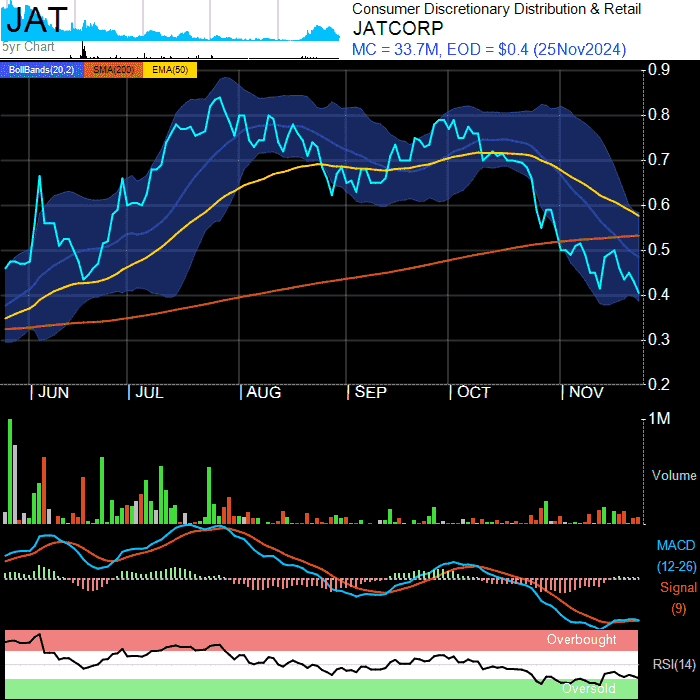 JAT
5yr Chart
Consumer Discretionary Distribution & Retail
JATCORP
MC = 33.7M, EOD = $0.4 (25Nov2024)
BollBands(20,2) SMA(200) EMA(50)
0.9
0.8
0.7
0.6
0.5
0.4
0.3
0.2
JUN JUL AUG SEP OCT NOV
1M
Volume
MACD
(12-26)
Signal
(9)
Overbought
RSI(14)
Oversold